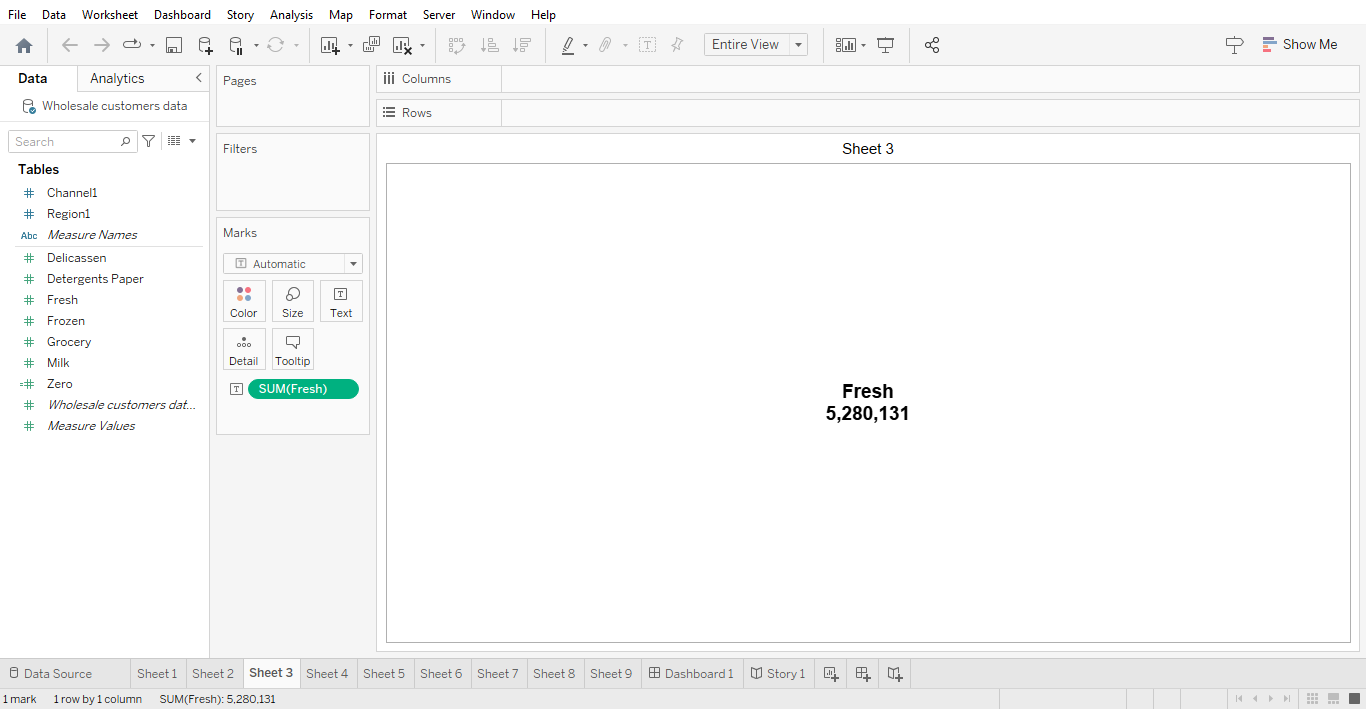 File Data Worksheet Dashboard Story Analysis Map Format Server Window Help
Entire View
Show Me
Data Analytics
Wholesale customers data
Search
Tables
Channel1
Region1
Abc Measure Names
Delicassen
Detergents Paper
Fresh
Frozen
Grocery
Milk
Zero
Wholesale customers dat...
Measure Values
Pages
Filters
Marks
Automatic
Color Size Text
Detail Tooltip
SUM(Fresh)
Columns
Rows
Sheet 3
Fresh
5,280,131
Data Source Sheet 1 Sheet 2 Sheet 3 Sheet 4 Sheet 5 Sheet 6 Sheet 7 Sheet 8 Sheet 9 Dashboard 1 Story 1
1 mark 1 row by 1 column SUM(Fresh): 5,280,131